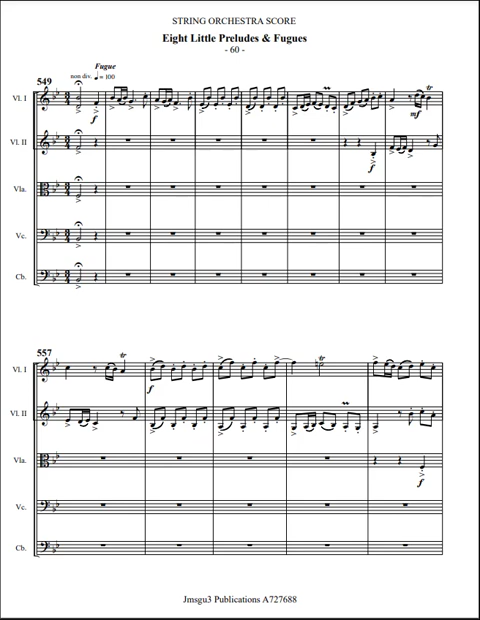 STRING ORCHESTRA SCORE
Eight Little Preludes & Fugues
- 60 -
Fugue
549
non div. ♩ = 100
Vl. I
f
mf
Vl. II
f
Vla.
Vc.
Cb.
557
Vl. I
f
Vl. II
Vla.
f
Vc.
Cb.
Jmsgu3 Publications A727688